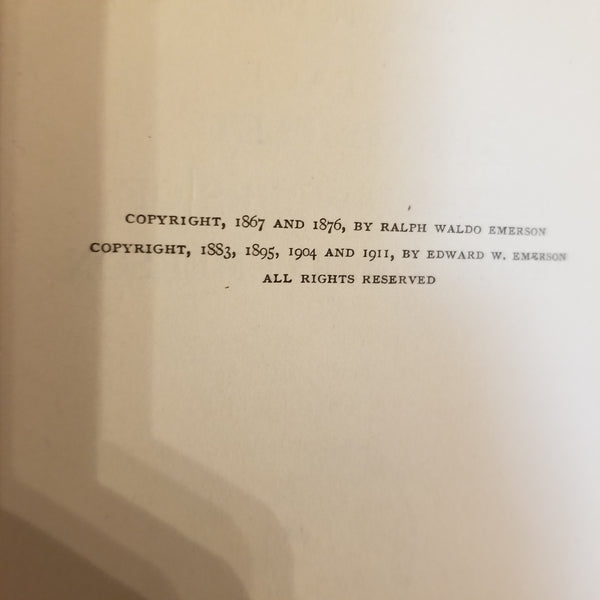 COPYRIGHT, 1867 AND 1876, BY RALPH WALDO EMERSON
COPYRIGHT, 1883, 1895, 1904 AND 1911, BY EDWARD W. EMERSON
ALL RIGHTS RESERVED